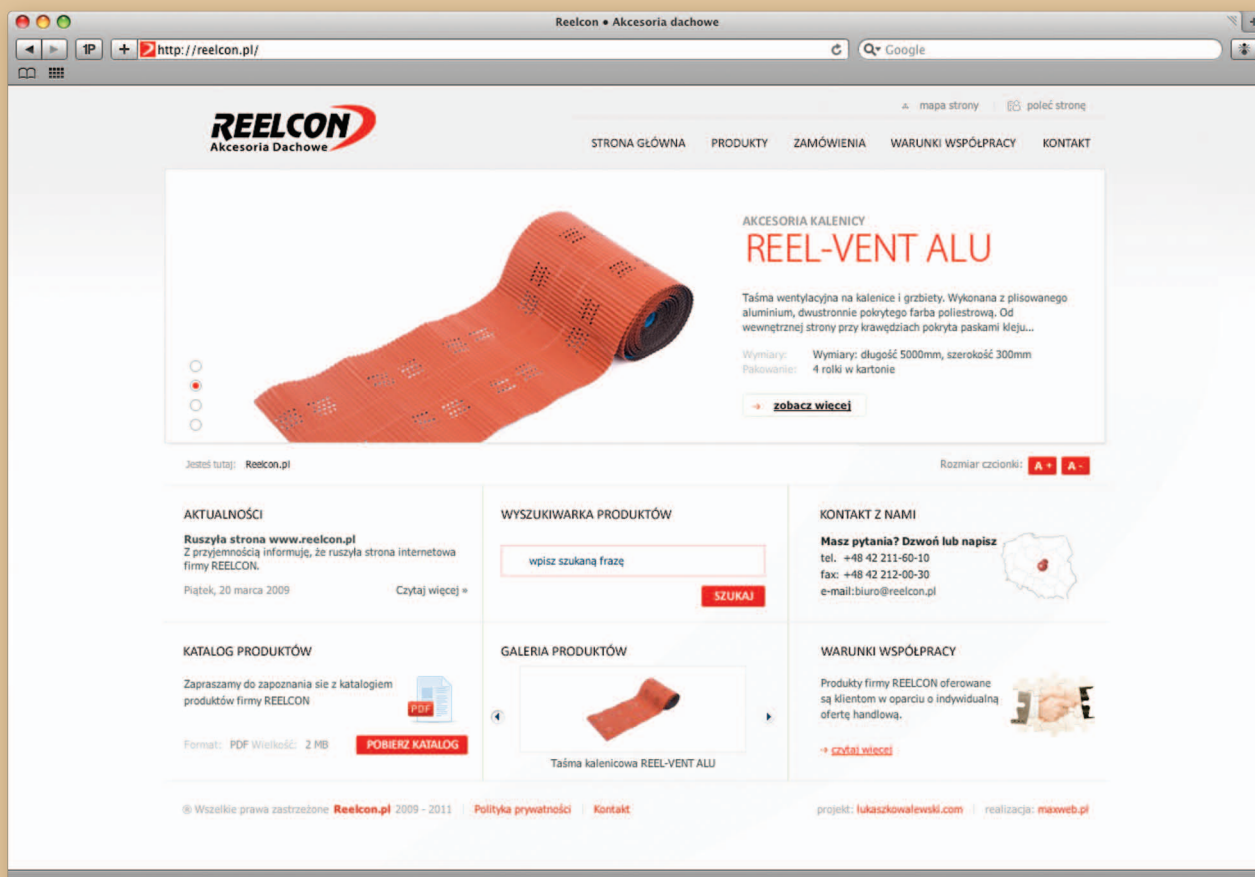 Reelcon • Akcesoria dachowe
1P
+
http://reelcon.pl/
Google
REELCON
Akcesoria Dachowe
mapa strony
poleć stronę
STRONA GŁÓWNA PRODUKTY ZAMÓWIENIA WARUNKI WSPÓŁPRACY KONTAKT
AKCESORIA KALENICY
REEL-VENT ALU
Taśma wentylacyjna na kalenice i grzbiety. Wykonana z plisowanego
aluminium, dwustronnie pokrytego farba poliestrową. Od
wewnętrznej strony przy krawędziach pokryta paskami kleju...
Wymiary: Wymiary: długość 5000mm, szerokość 300mm
Pakowanie: 4 rolki w kartonie
→ zobacz więcej
Jesteś tutaj: Reelcon.pl
Rozmiar czcionki: A + A -
AKTUALNOŚCI
Ruszyła strona www.reelcon.pl
Z przyjemnością informuję, że ruszyła strona internetowa
firmy REELCON.
Piątek, 20 marca 2009 Czytaj więcej »
WYSZUKIWARKA PRODUKTÓW
wpisz szukaną frazę
SZUKAJ
KONTAKT Z NAMI
Masz pytania? Dzwoń lub napisz
tel. +48 42 211-60-10
fax: +48 42 212-00-30
e-mail:biuro@reelcon.pl
KATALOG PRODUKTÓW
Zapraszamy do zapoznania sie z katalogiem
produktów firmy REELCON
PDF
Format: PDF Wielkość: 2 MB
POBIERZ KATALOG
GALERIA PRODUKTÓW
Taśma kalenicowa REEL-VENT ALU
WARUNKI WSPÓŁPRACY
Produkty firmy REELCON oferowane
są klientom w oparciu o indywidualną
ofertę handlową.
→ czytaj więcej
® Wszelkie prawa zastrzeżone Reelcon.pl 2009 - 2011 Polityka prywatności Kontakt
projekt: lukaszkowalewski.com realizacja: maxweb.pl